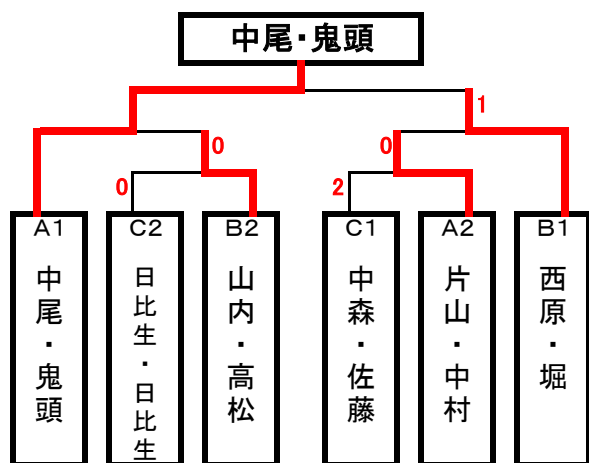 中尾・鬼頭
1
0
0
0
2
A1
C2
B2
C1
A2
B1
中尾・鬼頭
日比生・日比生
山内・高松
中森・佐藤
片山・中村
西原・堀